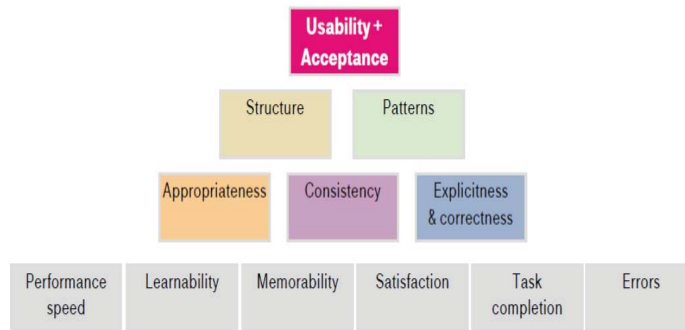 Usability +
Acceptance
Structure
Patterns
Appropriateness
Consistency
Explicitness
& correctness
Performance
speed
Learnability
Memorability
Satisfaction
Task
completion
Errors